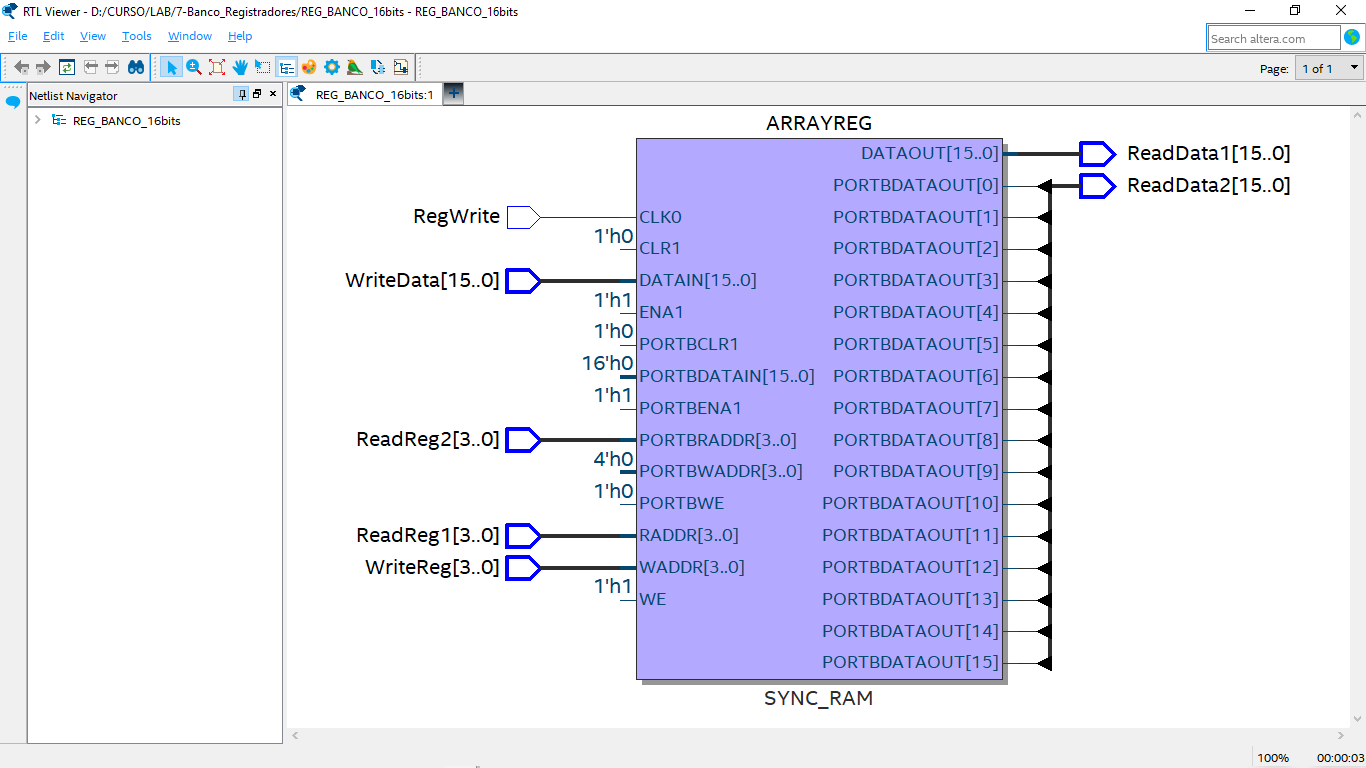 RTL Viewer - D:/CURSO/LAB/7-Banco_Registradores/REG_BANCO_16bits - REG_BANCO_16bits
File Edit View Tools Window Help
Search altera.com
Page: 1 of 1
Netlist Navigator
REG_BANCO_16bits:1
REG_BANCO_16bits
ARRAYREG
DATAOUT[15..0] ReadData1[15..0]
PORTBDATAOUT[0] ReadData2[15..0]
RegWrite CLK0 PORTBDATAOUT[1]
1'h0
CLR1 PORTBDATAOUT[2]
WriteData[15..0] DATAIN[15..0] PORTBDATAOUT[3]
1'h1
ENA1 PORTBDATAOUT[4]
1'h0
PORTBCLR1 PORTBDATAOUT[5]
16'h0
PORTBDATAIN[15..0] PORTBDATAOUT[6]
1'h1
PORTBENA1 PORTBDATAOUT[7]
ReadReg2[3..0] PORTBRADDR[3..0] PORTBDATAOUT[8]
4'h0
PORTBWADDR[3..0] PORTBDATAOUT[9]
1'h0
PORTBWE PORTBDATAOUT[10]
ReadReg1[3..0] RADDR[3..0] PORTBDATAOUT[11]
WriteReg[3..0] WADDR[3..0] PORTBDATAOUT[12]
1'h1
WE PORTBDATAOUT[13]
PORTBDATAOUT[14]
PORTBDATAOUT[15]
SYNC_RAM
100% 00:00:03